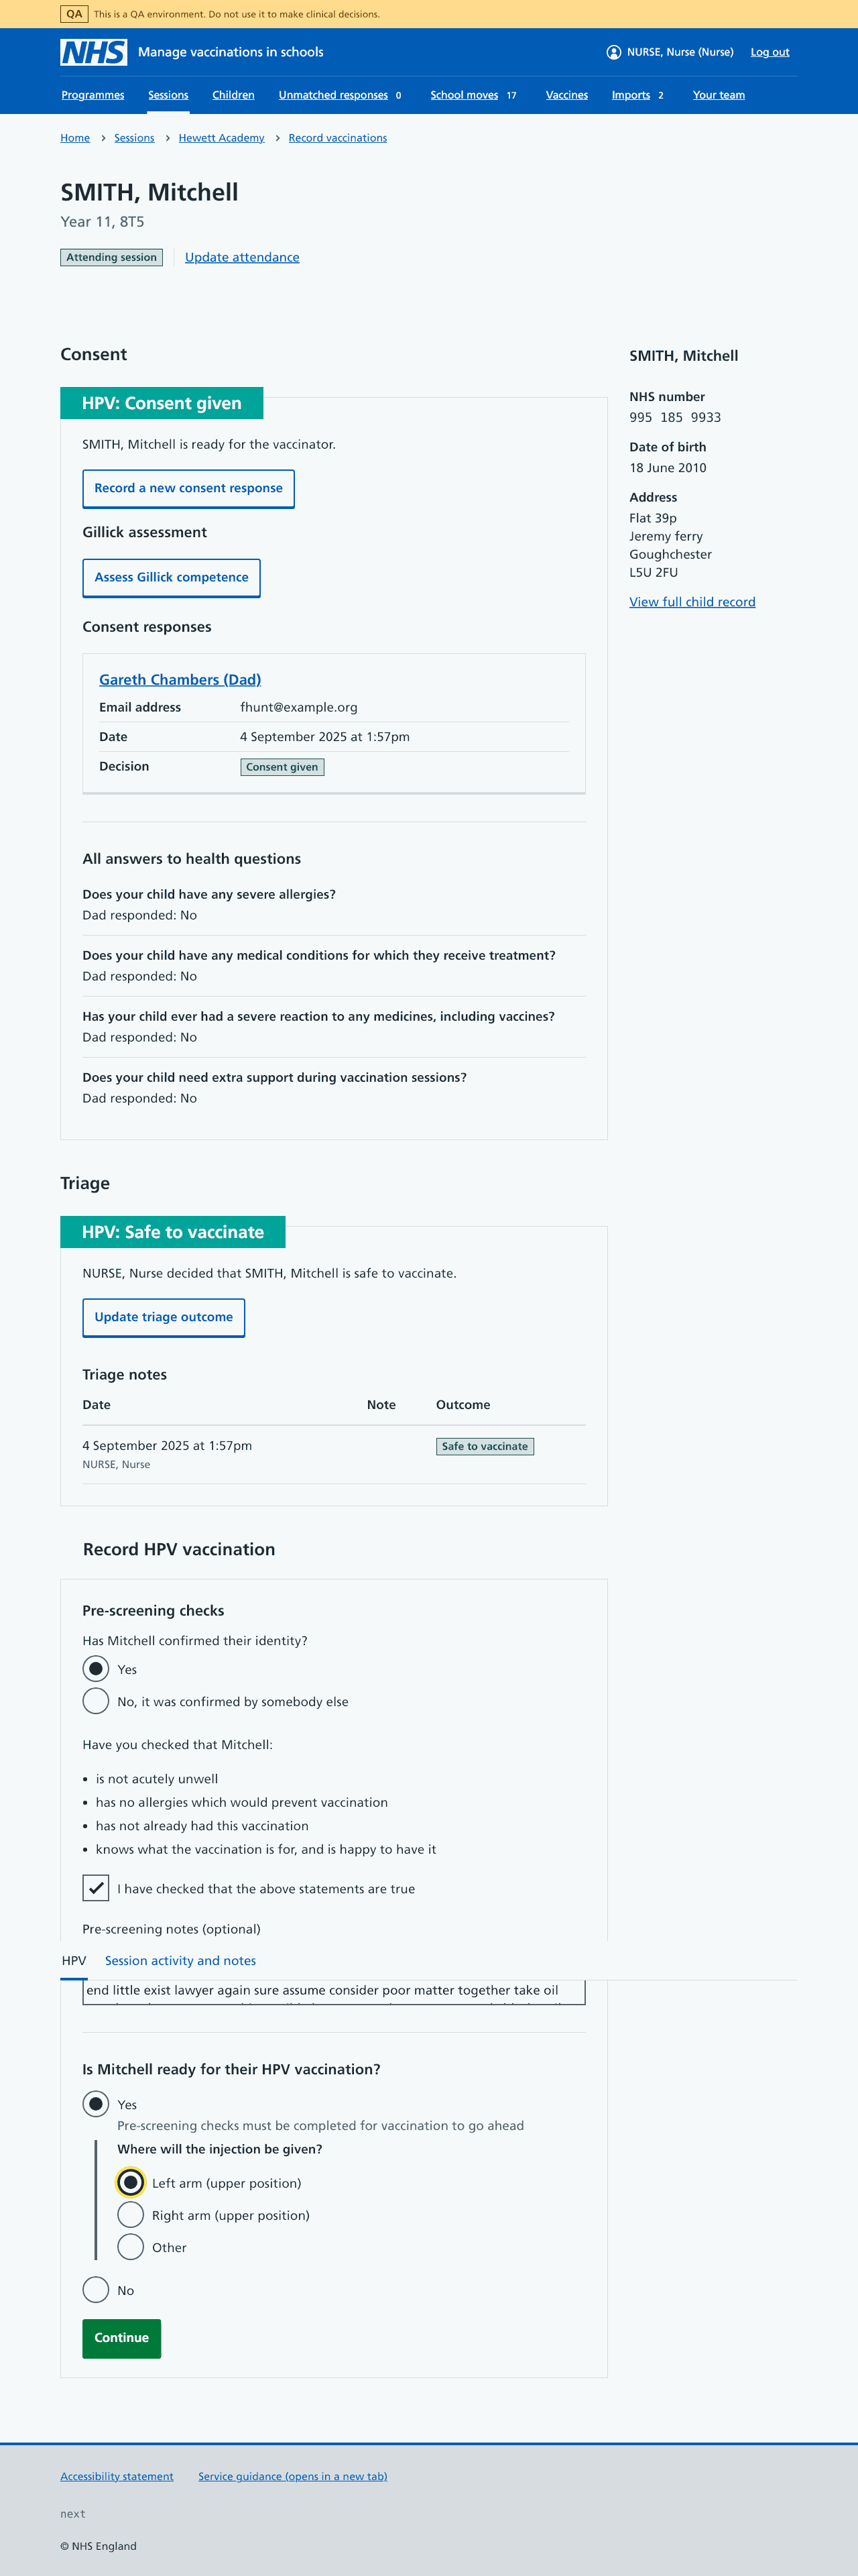 QA This is a QA environment. Do not use it to make clinical decisions.
NHS Manage vaccinations in schools NURSE, Nurse (Nurse) Log out
Programmes Sessions Children Unmatched responses 0 School moves 17 Vaccines Imports 2 Your team
Home Sessions Hewett Academy Record vaccinations
SMITH, Mitchell
Year 11, 8T5
Attending session Update attendance
Consent
HPV: Consent given
SMITH, Mitchell is ready for the vaccinator.
Record a new consent response
Gillick assessment
Assess Gillick competence
Consent responses
Gareth Chambers (Dad)
Email address fhunt@example.org
Date 4 September 2025 at 1:57pm
Decision Consent given
All answers to health questions
Does your child have any severe allergies?
Dad responded: No
Does your child have any medical conditions for which they receive treatment?
Dad responded: No
Has your child ever had a severe reaction to any medicines, including vaccines?
Dad responded: No
Does your child need extra support during vaccination sessions?
Dad responded: No
SMITH, Mitchell
NHS number
995 185 9933
Date of birth
18 June 2010
Address
Flat 39p
Jeremy ferry
Goughchester
L5U 2FU
View full child record
Triage
HPV: Safe to vaccinate
NURSE, Nurse decided that SMITH, Mitchell is safe to vaccinate.
Update triage outcome
Triage notes
Date Note Outcome
4 September 2025 at 1:57pm Safe to vaccinate
NURSE, Nurse
Record HPV vaccination
Pre-screening checks
Has Mitchell confirmed their identity?
Yes
No, it was confirmed by somebody else
Have you checked that Mitchell:
is not acutely unwell
has no allergies which would prevent vaccination
has not already had this vaccination
knows what the vaccination is for, and is happy to have it
I have checked that the above statements are true
Pre-screening notes (optional)
HPV Session activity and notes
end little exist lawyer again sure assume consider poor matter together take oil
Is Mitchell ready for their HPV vaccination?
Yes
Pre-screening checks must be completed for vaccination to go ahead
Where will the injection be given?
Left arm (upper position)
Right arm (upper position)
Other
No
Continue
Accessibility statement Service guidance (opens in a new tab)
next
© NHS England